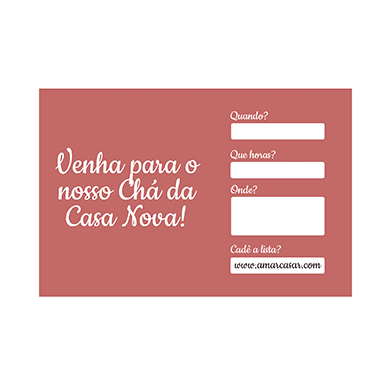 Venha para o
nosso Chá da
Casa Nova!
Quando?
Que horas?
Onde?
Cadê a lista?
www.amarcasar.com